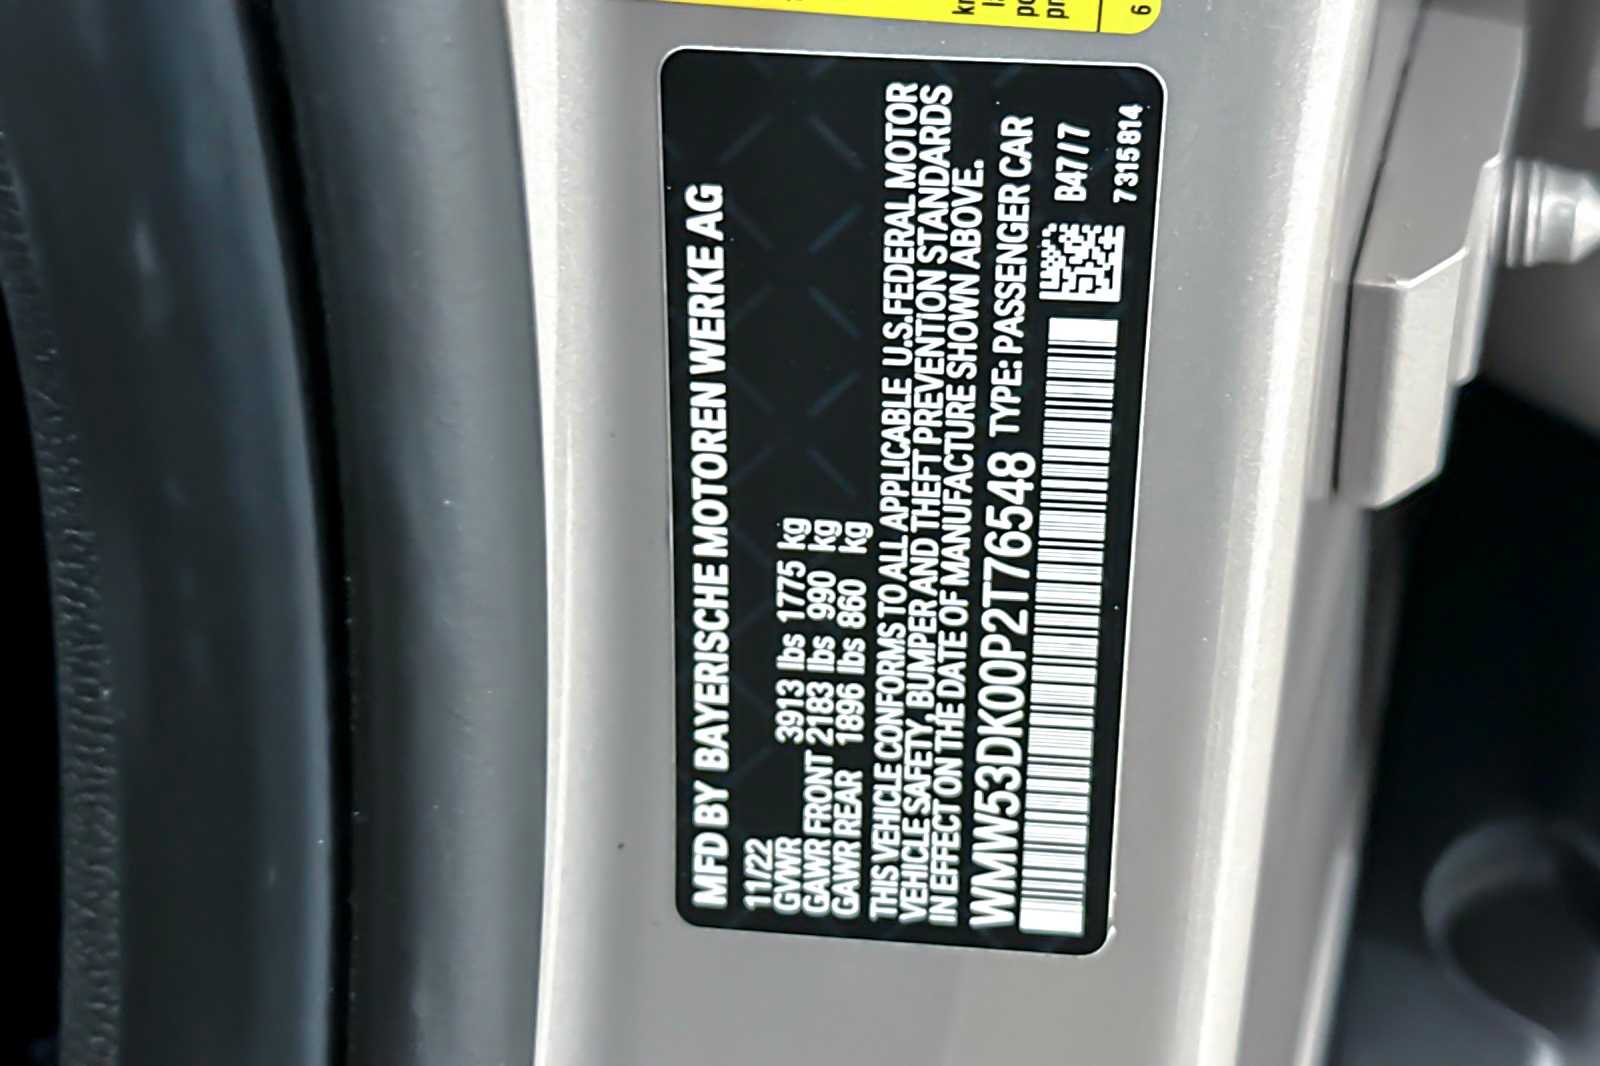 MFD BY BAYERISCHE MOTOREN WERKE AG
11/22
GVWR 3913 lbs 1775 kg
GAWR FRONT 2183 lbs 990 kg
GAWR REAR 1896 lbs 860 kg
THIS VEHICLE CONFORMS TO ALL APPLICABLE U.S.FEDERAL MOTOR
VEHICLE SAFETY, BUMPER AND THEFT PREVENTION STANDARDS
IN EFFECT ON THE DATE OF MANUFACTURE SHOWN ABOVE.
WMW53DK00P2T76548 TYPE: PASSENGER CAR
B47/7
7315814
6